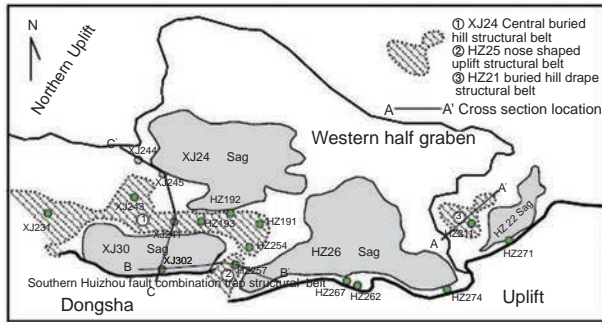 N
Northern Uplift
① XJ24 Central buried
hill structural belt
② HZ25 nose shaped
uplift structural
belt
③ HZ21 buried hill drape
structural belt
A A' Cross section location
Western half graben
C'
XJ244
XJ24 Sag
XJ245
HZ192
A'
XJ243
HZ 22 Sag
XJ231
①
XJ241
HZ193
HZ191
③
HZ311
HZ254
A
HZ271
XJ30 Sag
HZ26 Sag
XJ302
B
HZ257
②
B'
Southern Huizhou fault combination trap structural belt
C
HZ267
HZ262
HZ274
Dongsha
Uplift